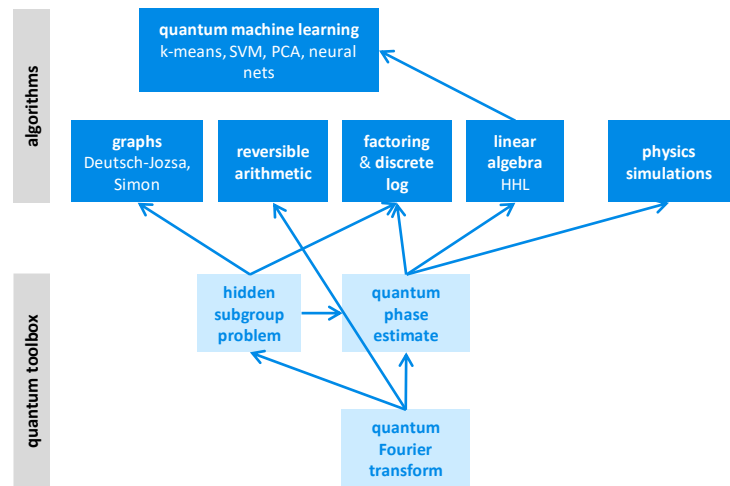 quantum machine learning
k-means, SVM, PCA, neural
nets
algorithms
graphs
Deutsch-Jozsa,
Simon
reversible
arithmetic
factoring
& discrete
log
linear
algebra
HHL
physics
simulations
quantum toolbox
hidden
subgroup
problem
quantum
phase
estimate
quantum
Fourier
transform